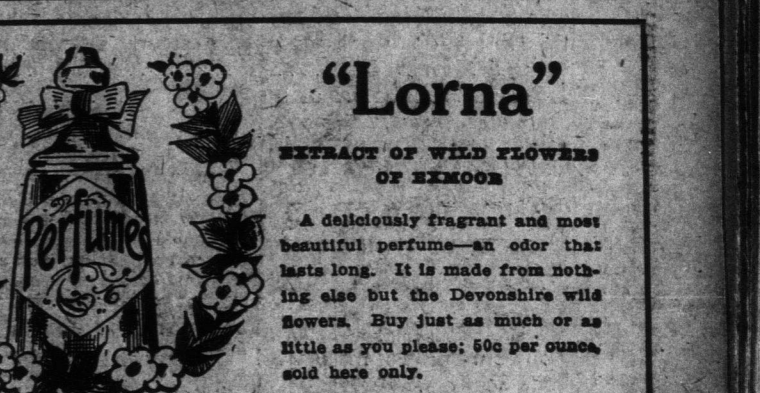 "Lorna"
EXTRACT OF WILD FLOWERS
OF EXMOOR
Perfumes
A deliciously fragrant and most
beautiful perfume—an odor that
lasts long. It is made from noth-
ing else but the Devonshire wild
flowers. Buy just as much or as
little as you please; 50c per ounce,
sold here only.